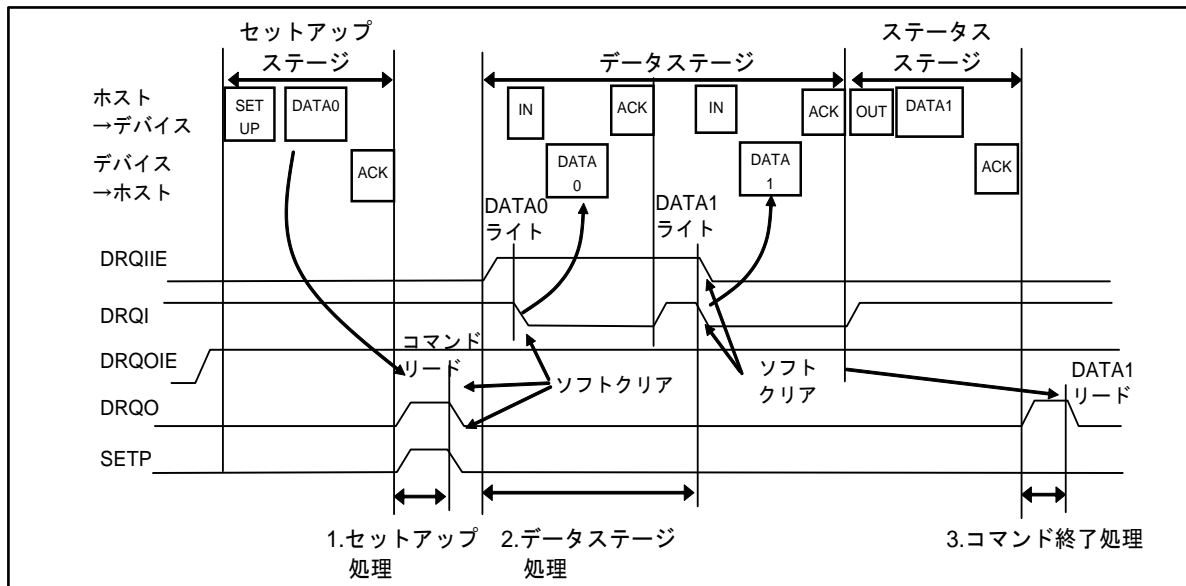 セットアップ
ステージ
データステージ
ステータス
ステージ
ホスト
→デバイス
SET
UP
DATA0
IN
ACK
IN
ACK
OUT
DATA1
デバイス
→ホスト
ACK
DATA
0
DATA
1
ACK
DATA0
ライト
DATA1
ライト
DRQIIE
DRQI
DRQOIE
コマンド
リード
ソフトクリア
ソフト
クリア
DATA1
リード
DRQO
SETP
1.セットアップ
処理
2.データステージ
処理
3.コマンド終了処理